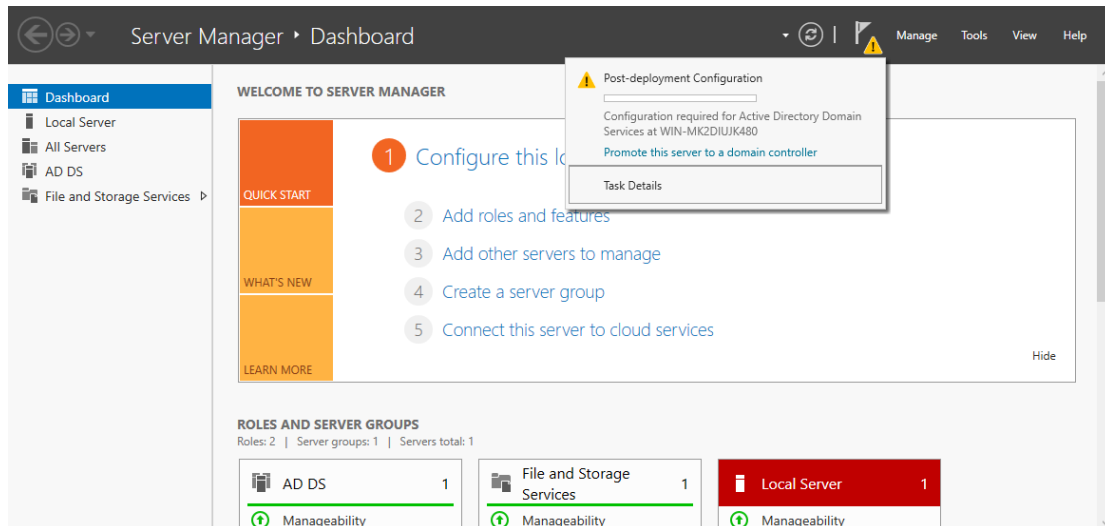 Server Manager ‣ Dashboard
Manage Tools View Help
Dashboard
Local Server
All Servers
AD DS
File and Storage Services
WELCOME TO SERVER MANAGER
Post-deployment Configuration
Configuration required for Active Directory Domain
Services at WIN-MK2DIUJK480
Promote this server to a domain controller
Task Details
QUICK START
WHAT'S NEW
LEARN MORE
1 Configure this
2 Add roles and features
3 Add other servers to manage
4 Create a server group
5 Connect this server to cloud services
Hide
ROLES AND SERVER GROUPS
Roles: 2 | Server groups: 1 | Servers total: 1
AD DS 1
Manageability
File and Storage
Services 1
Manageability
Local Server 1
Manageability